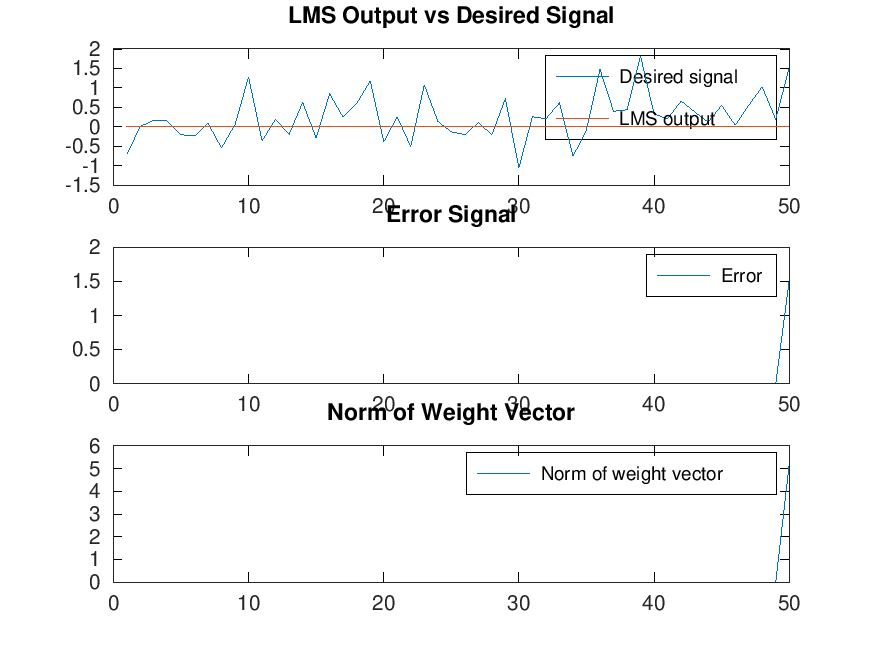 LMS Output vs Desired Signal
2
1.5
1
0.5
0
-0.5
-1
-1.5
Desired signal
LMS output
0 10 20 30 40 50
Error Signal
2
1.5
1
0.5
0
Error
0 10 20 30 40 50
Norm of Weight Vector
6
5
4
3
2
1
0
Norm of weight vector
0 10 20 30 40 50